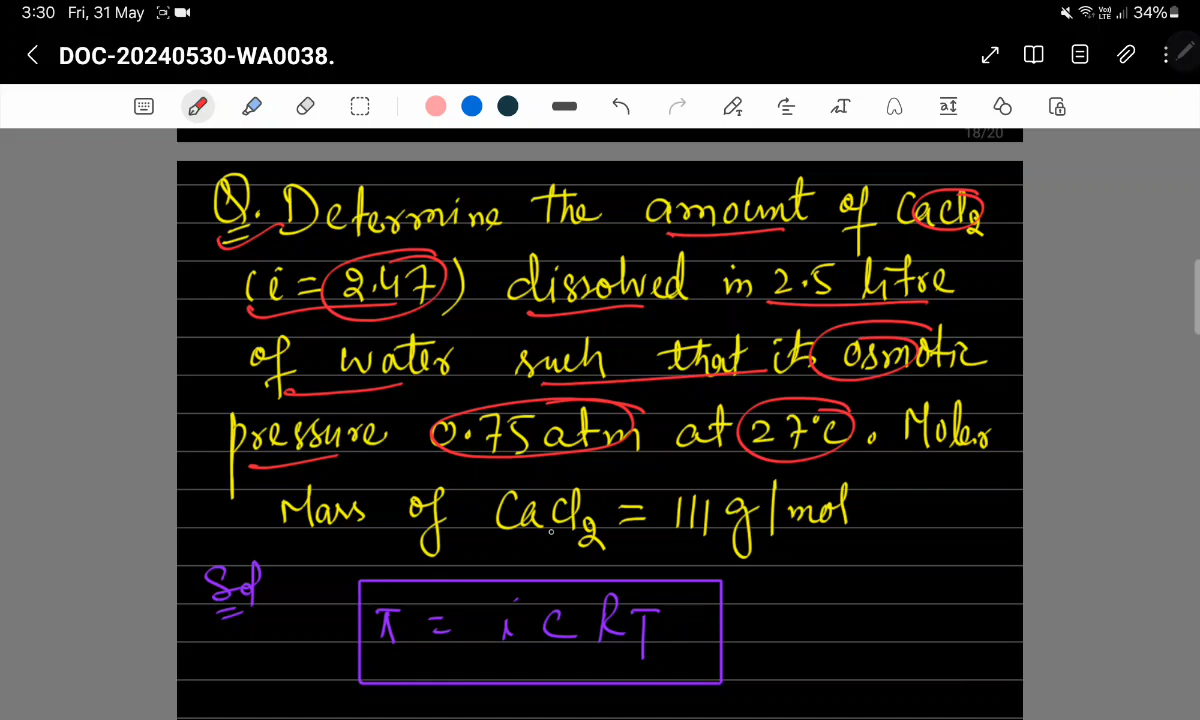 3:30 Fri, 31 May
Vo) LTE 34%
DOC-20240530-WA0038.
18/20
Q. Determine the amount of CaCl2
(i = 2.47) dissolved in 2.5 litre
of water such that its osmotic
pressure 0.75 atm at 27°C. Molar
Mass of CaCl2 = 111 g/mol
Sol
π = i C R T